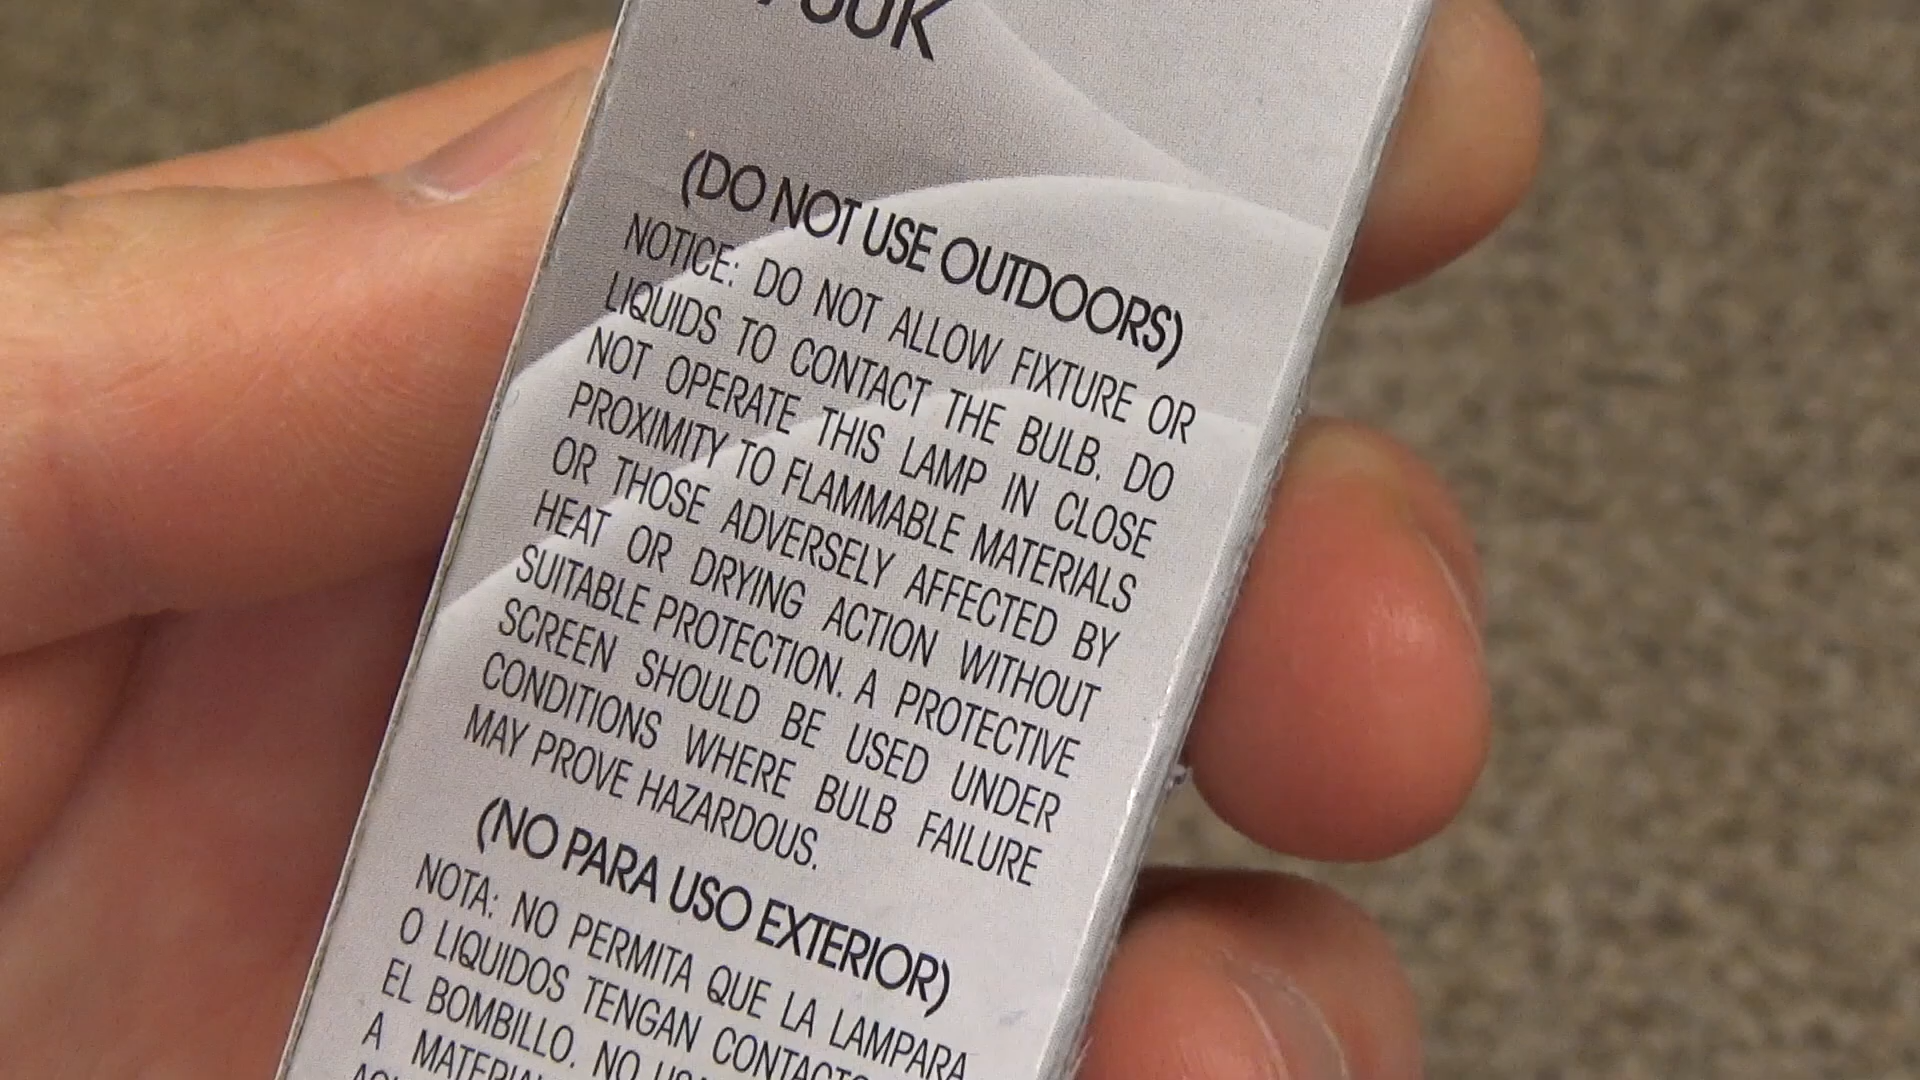 (DO NOT USE OUTDOORS)
NOTICE: DO NOT ALLOW FIXTURE OR
LIQUIDS TO CONTACT THE BULB. DO
NOT OPERATE THIS LAMP IN CLOSE
PROXIMITY TO FLAMMABLE MATERIALS
OR THOSE ADVERSELY AFFECTED BY
HEAT OR DRYING ACTION WITHOUT
SUITABLE PROTECTION. A PROTECTIVE
SCREEN SHOULD BE USED UNDER
CONDITIONS WHERE BULB FAILURE
MAY PROVE HAZARDOUS.
(NO PARA USO EXTERIOR)
NOTA: NO PERMITA QUE LA LAMPARA
O LIQUIDOS TENGAN CONTACTO
EL BOMBILLO. NO
A